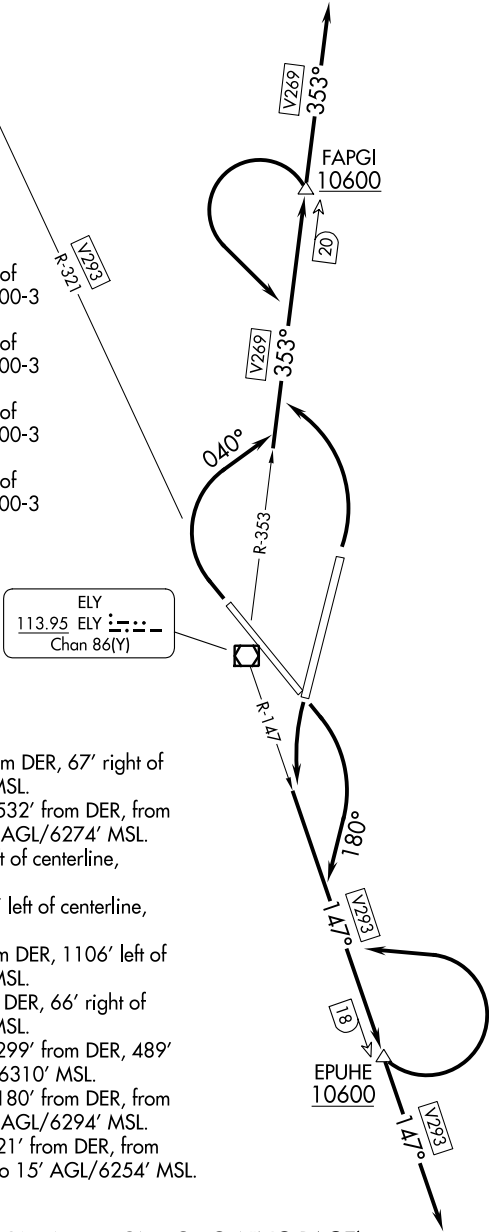 V269
353°
FAPGI
10600
20
V293
R-321
of
00-3
of
00-3
of
00-3
of
00-3
V269
353°
040°
R-353
ELY
113.95 ELY
Chan 86(Y)
R-147
m DER, 67' right of
MSL.
532' from DER, from
AGL/6274' MSL.
ft of centerline,
' left of centerline,
m DER, 1106' left of
MSL.
DER, 66' right of
MSL.
299' from DER, 489'
6310' MSL.
180' from DER, from
AGL/6294' MSL.
21' from DER, from
o 15' AGL/6254' MSL.
180°
147°
V293
18
EPUHE
10600
147°
V293